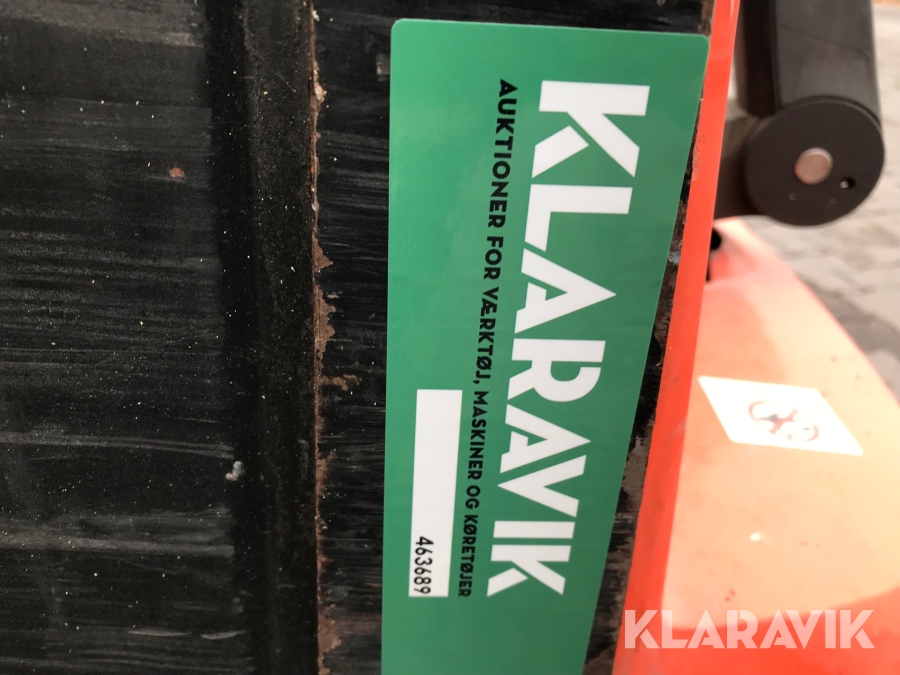 KLARAVIK
AUKTIONER FOR VÆRKTØJ, MASKINER OG KØRETØJER
463689
KLARAVIK